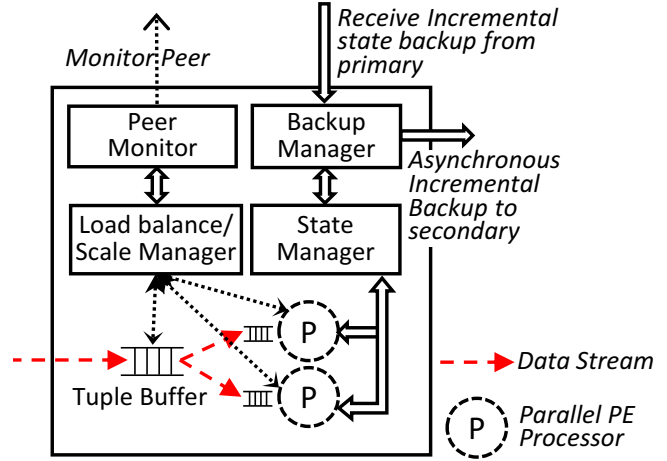 Receive Incremental
state backup from
primary
Monitor Peer
Peer
Monitor
Backup
Manager
Asynchronous
Incremental
Backup to
secondary
Load balance/
Scale Manager
State
Manager
P
P
Tuple Buffer
Data Stream
P
Parallel PE
Processor